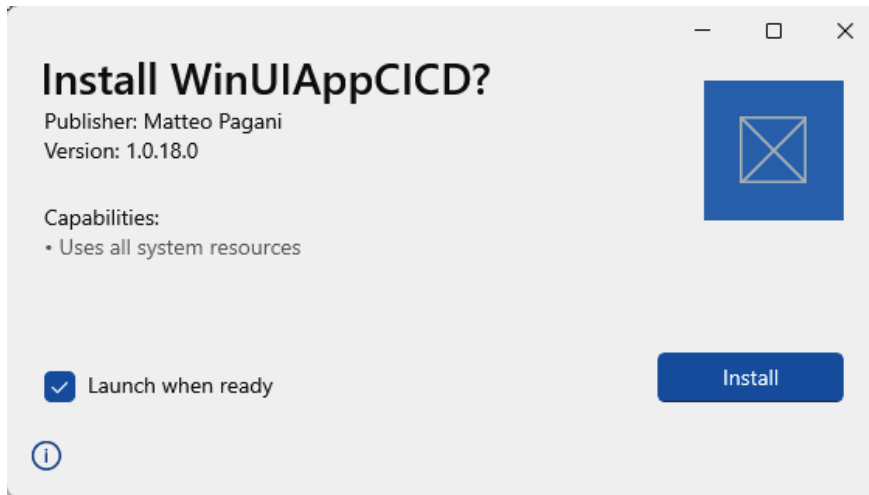 Install WinUIAppCICD?
Publisher: Matteo Pagani
Version: 1.0.18.0
Capabilities:
• Uses all system resources
Launch when ready
Install